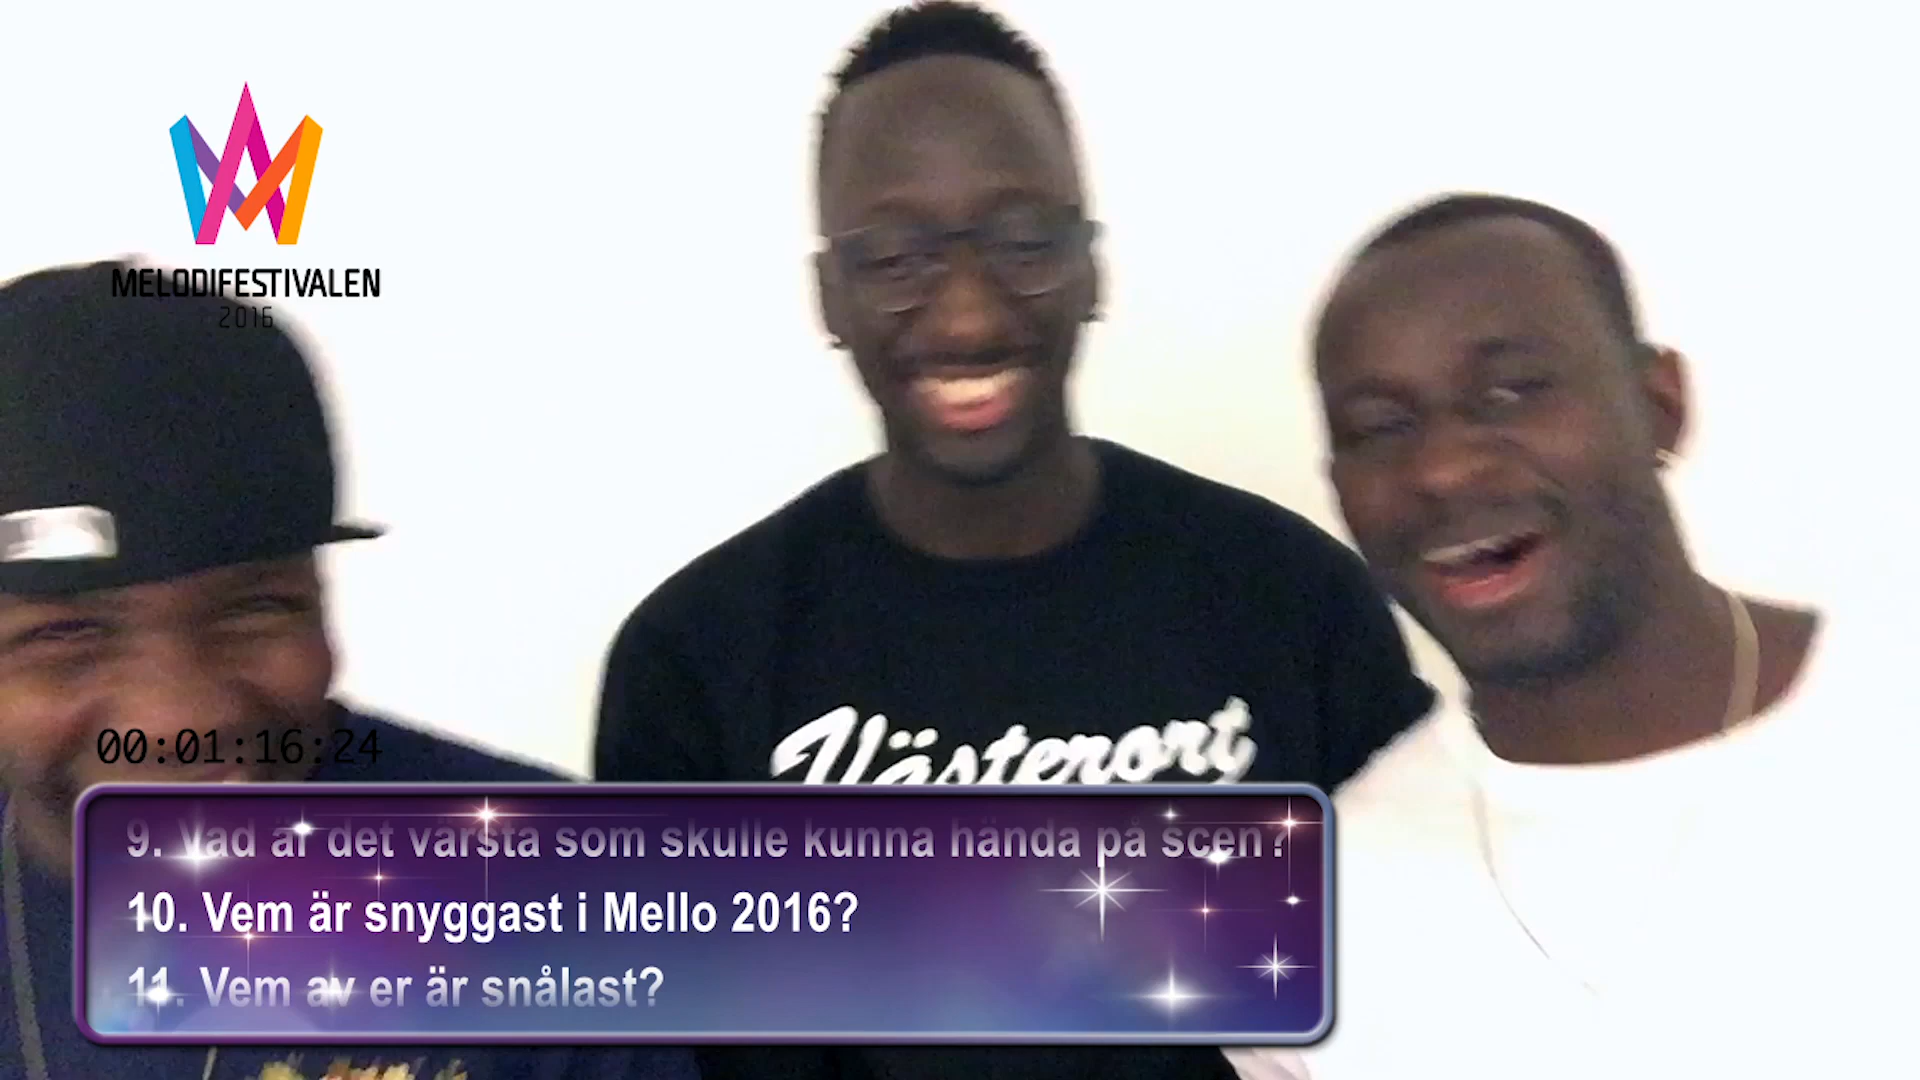 MELODIFESTIVALEN
2016
Västerort
00:01:16:24
9. Vad är det värsta som skulle kunna hända på scen?
10. Vem är snyggast i Mello 2016?
11. Vem av er är snålast?